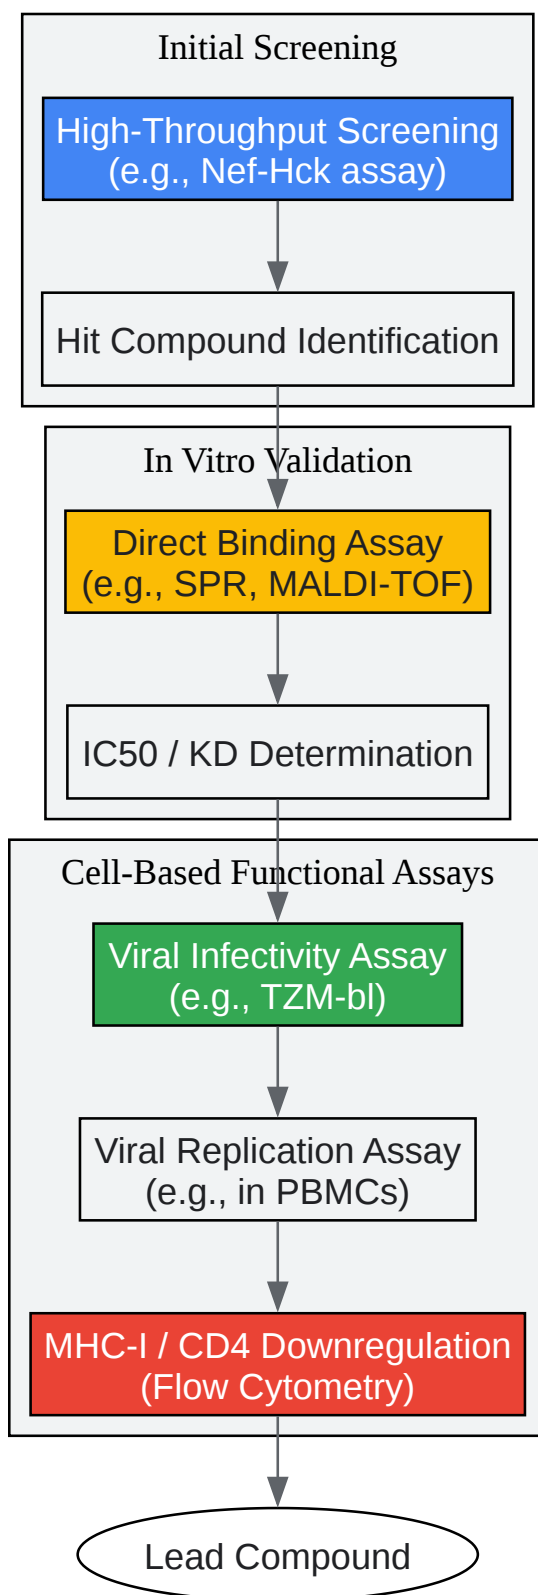 Initial Screening
High-Throughput Screening
(e.g., Nef-Hck assay)
Hit Compound Identification
In Vitro Validation
Direct Binding Assay
(e.g., SPR, MALDI-TOF)
IC50 / KD Determination
Cell-Based Functional Assays
Viral Infectivity Assay
(e.g., TZM-bl)
Viral Replication Assay
(e.g., in PBMCs)
MHC-I / CD4 Downregulation
(Flow Cytometry)
Lead Compound